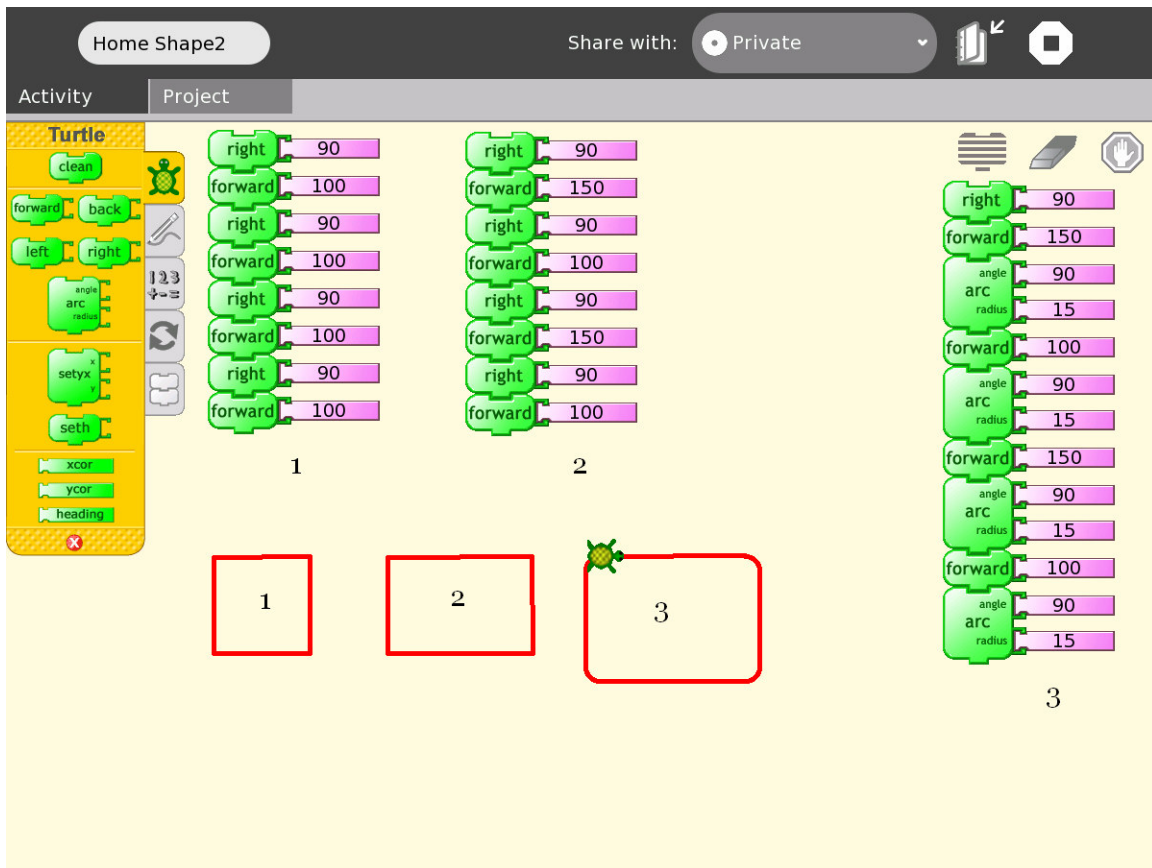 Home Shape2
Share with:
Private
Activity
Project
Turtle
clean
forward
back
left
right
angle
arc
radius
setyx
x
y
seth
xcor
ycor
heading
123
+-=
right 90
forward 100
right 90
forward 100
right 90
forward 100
right 90
forward 100
1
right 90
forward 150
right 90
forward 100
right 90
forward 150
right 90
forward 100
2
right 90
forward 150
angle 90
arc
radius 15
forward 100
angle 90
arc
radius 15
forward 150
angle 90
arc
radius 15
forward 100
angle 90
arc
radius 15
3
1
2
3